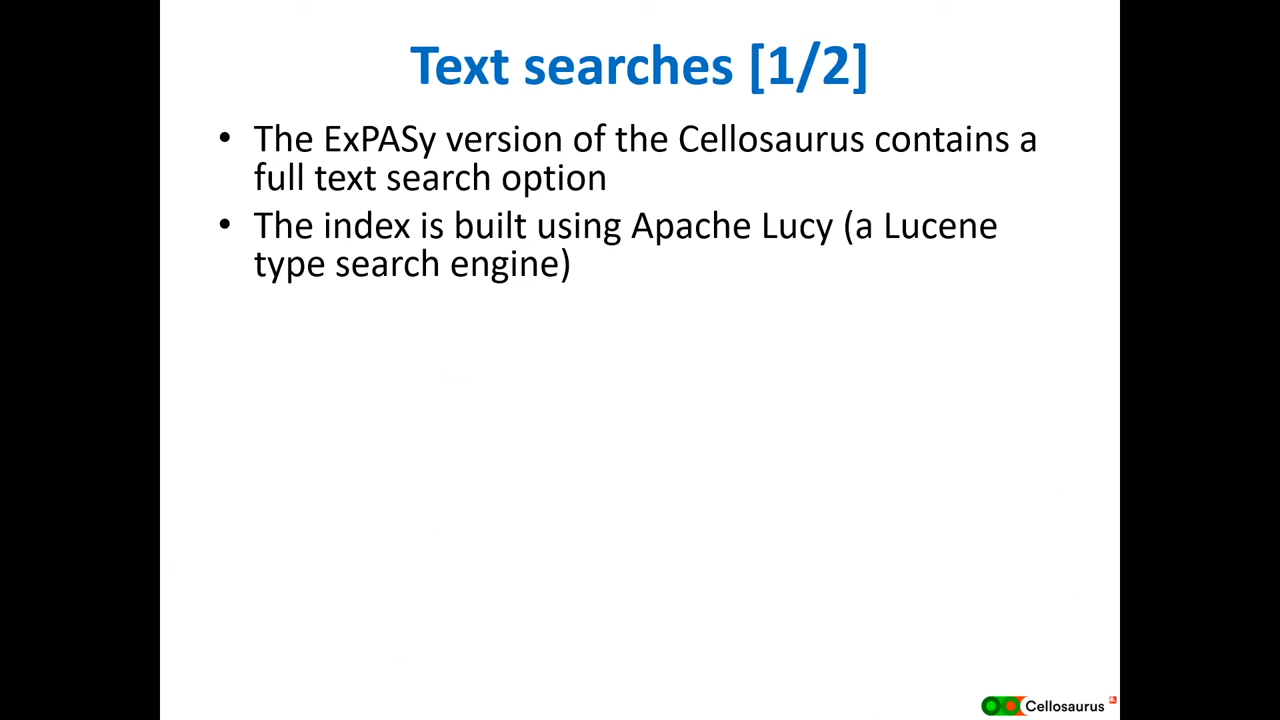 Text searches [1/2]
• The ExPASy version of the Cellosaurus contains a
full text search option
• The index is built using Apache Lucy (a Lucene
type search engine)
Cellosaurus